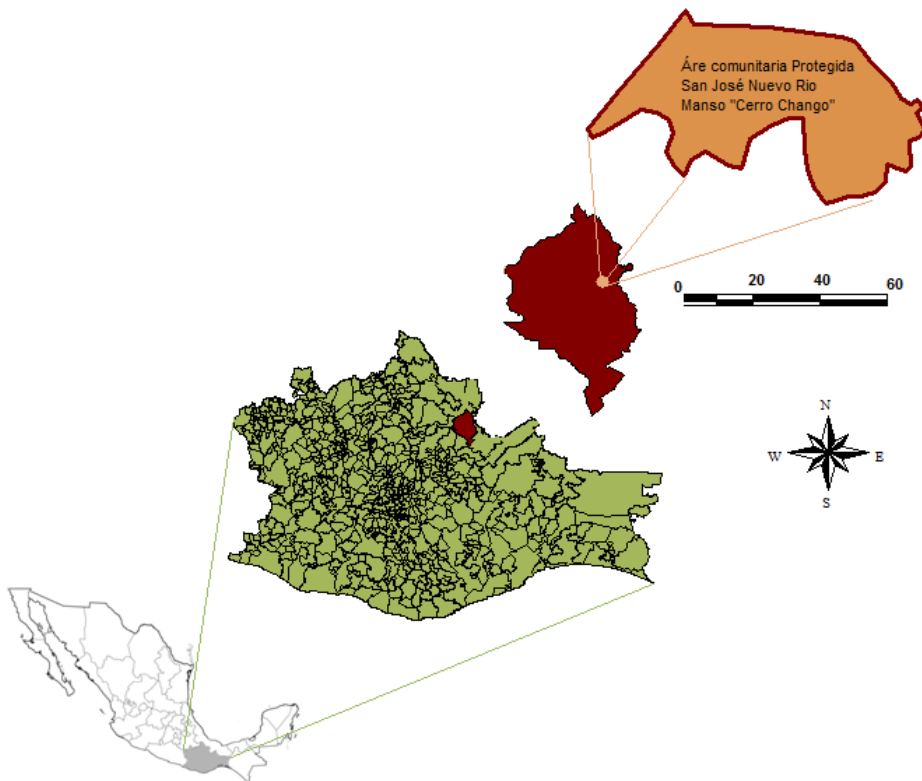 Áre comunitaria Protegida
San José Nuevo Rio
Manso "Cerro Chango"
0 20 40 60
N
W E
S